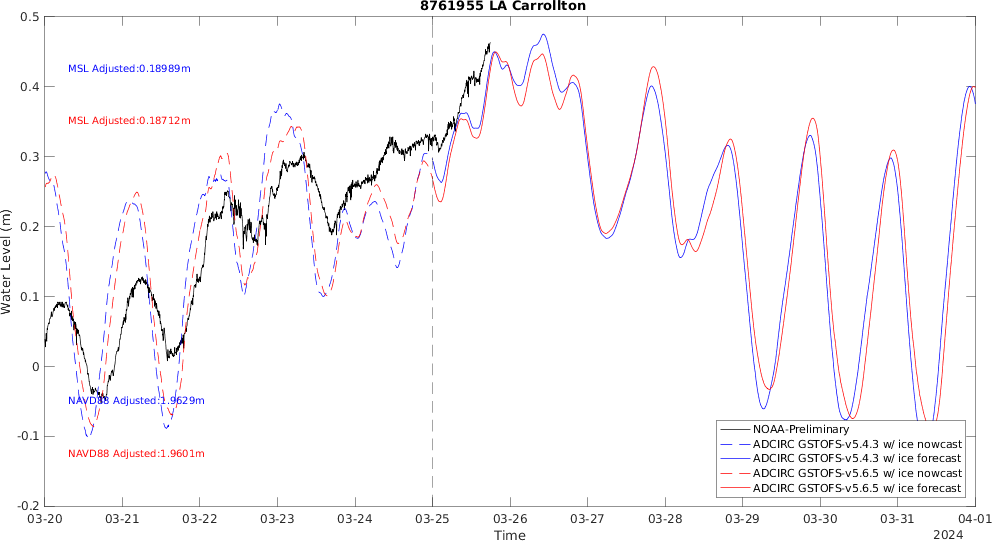 8761955 LA Carrollton
0.5
0.4
0.3
0.2
0.1
0
-0.1
-0.2
Water Level (m)
MSL Adjusted:0.18989m
MSL Adjusted:0.18712m
NAVD88 Adjusted:1.9629m
NAVD88 Adjusted:1.9601m
NOAA-Preliminary
ADCIRC GSTOFS-v5.4.3 w/ ice nowcast
ADCIRC GSTOFS-v5.4.3 w/ ice forecast
ADCIRC GSTOFS-v5.6.5 w/ ice nowcast
ADCIRC GSTOFS-v5.6.5 w/ ice forecast
03-20 03-21 03-22 03-23 03-24 03-25 03-26 03-27 03-28 03-29 03-30 03-31 04-01
Time
2024